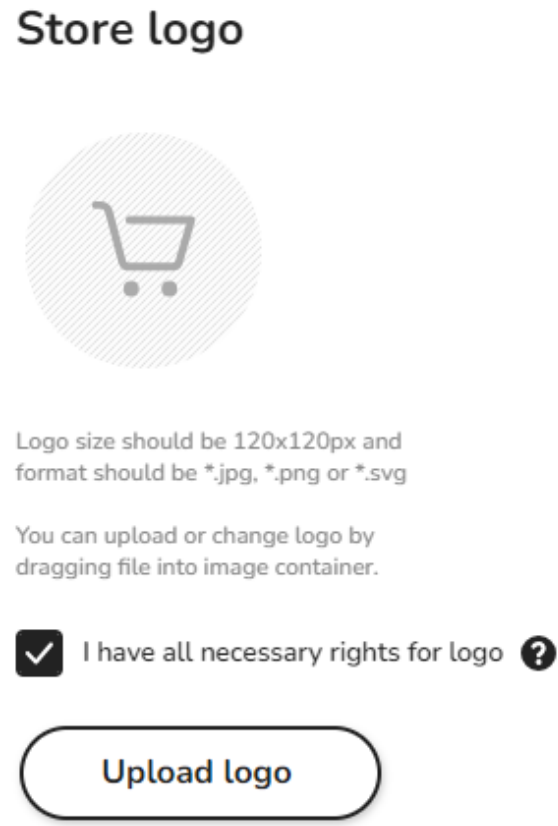 Store logo
Logo size should be 120x120px and
format should be *.jpg, *.png or *.svg
You can upload or change logo by
dragging file into image container.
I have all necessary rights for logo ?
Upload logo